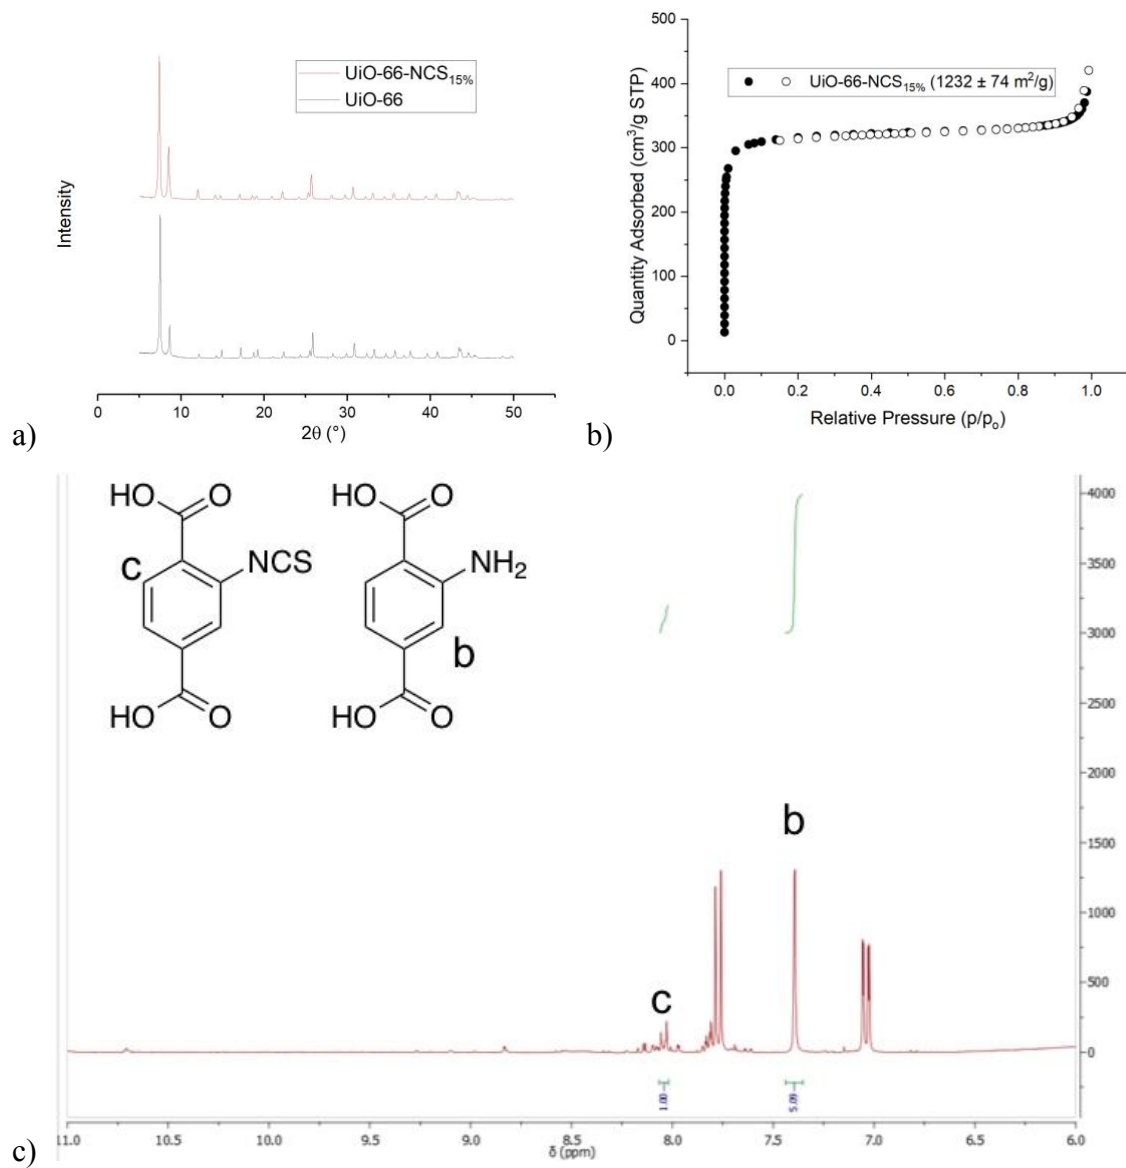 UiO-66-NCS15%
UiO-66
Intensity
0 10 20 30 40 50
2θ (°)
a)
500
400
300
200
100
0
Quantity Adsorbed (cm³/g STP)
UiO-66-NCS15% (1232 ± 74 m²/g)
0.0 0.2 0.4 0.6 0.8 1.0
Relative Pressure (p/po)
b)
HO O HO O
c NCS NH2
b
HO O HO O
b
c
4000
3500
3000
2500
2000
1500
1000
500
0
1.00 5.09
11.0 10.5 10.0 9.5 9.0 8.5 8.0 7.5 7.0 6.5 6.0
δ (ppm)
c)